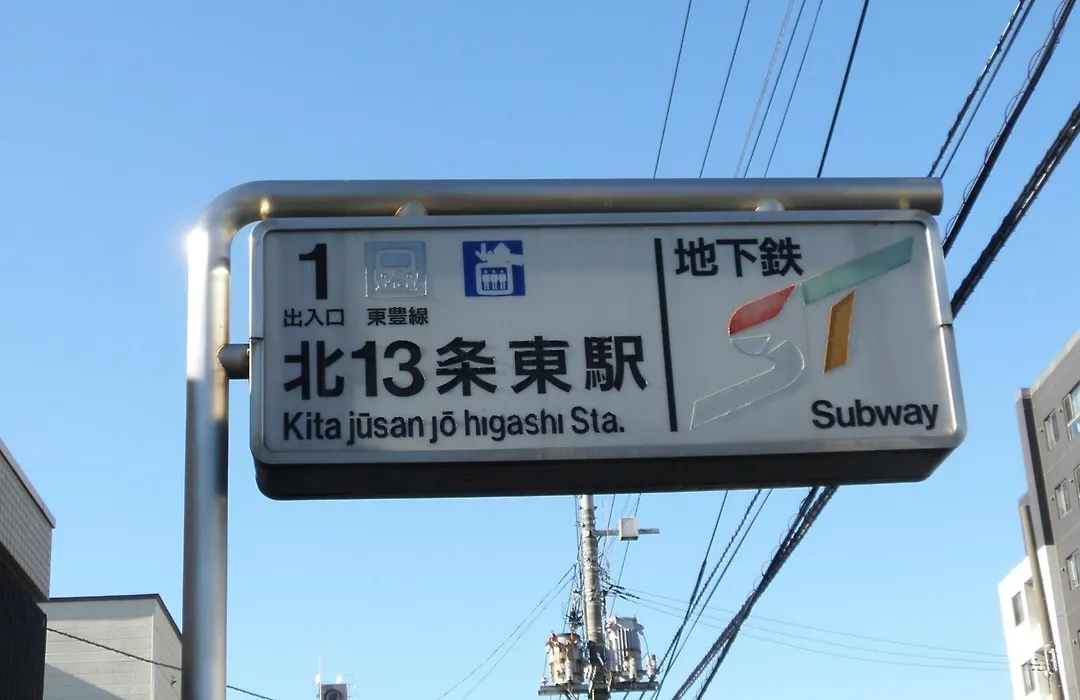 1
出入口 東豊線
北13条東駅
Kita jūsan jō higashi Sta.
地下鉄
ST
Subway